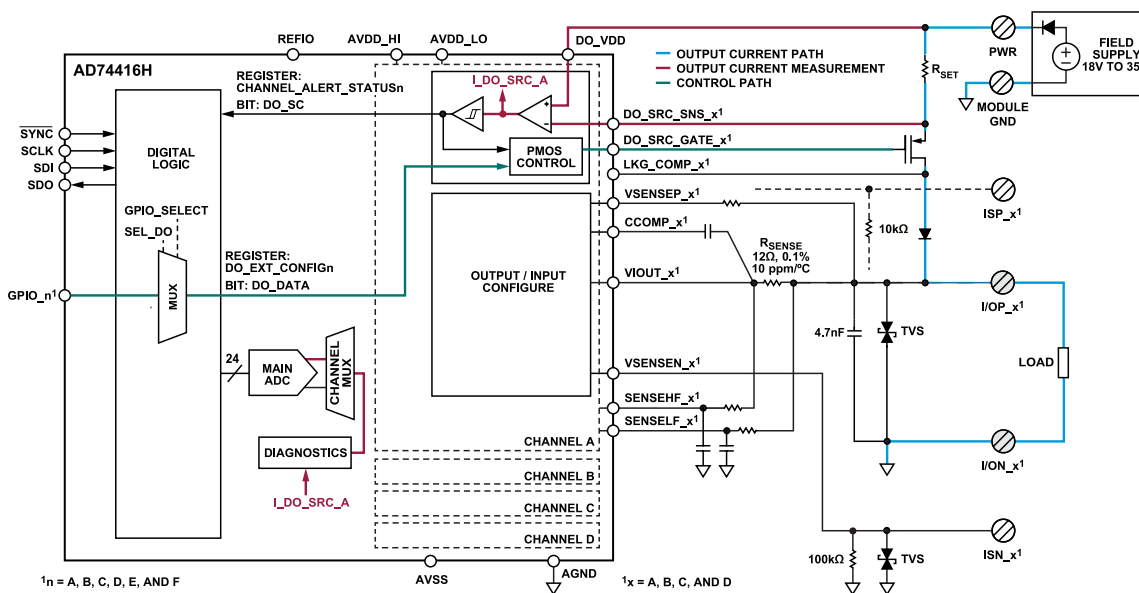 REFIO
AVDD_HI
AVDD_LO
DO_VDD
AD74416H
REGISTER:
CHANNEL_ALERT_STATUSn
BIT: DO_SC
I_DO_SRC_A
+
−
PMOS
CONTROL
SYNC
SCLK
SDI
SDO
DIGITAL
LOGIC
GPIO_SELECT
SEL_DO
MUX
GPIO_n1
REGISTER:
DO_EXT_CONFIGn
BIT: DO_DATA
24
MAIN
ADC
CHANNEL
MUX
DIAGNOSTICS
I_DO_SRC_A
OUTPUT / INPUT
CONFIGURE
CHANNEL A
CHANNEL B
CHANNEL C
CHANNEL D
AVSS
AGND
DO_SRC_SNS_x1
DO_SRC_GATE_x1
LKG_COMP_x1
VSENSEP_x1
CCOMP_x1
VIOUT_x1
VSENSEN_x1
SENSEHF_x1
SENSELF_x1
OUTPUT CURRENT PATH
OUTPUT CURRENT MEASUREMENT
CONTROL PATH
RSET
PWR
MODULE
GND
FIELD
SUPPLY
18V TO 35
ISP_x1
10kΩ
RSENSE
12Ω, 0.1%
10 ppm/ºC
4.7nF
TVS
I/OP_x1
LOAD
I/ON_x1
100kΩ
TVS
ISN_x1
1n = A, B, C, D, E, AND F
1x = A, B, C, AND D